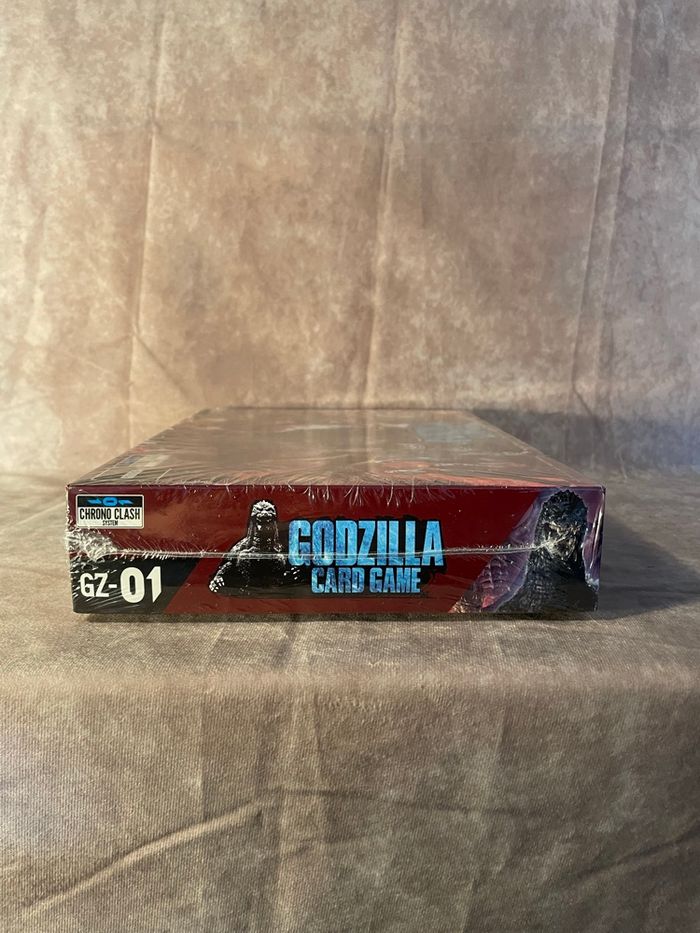 CHRONO CLASH
SYSTEM
GZ-01
GODZILLA
CARD GAME